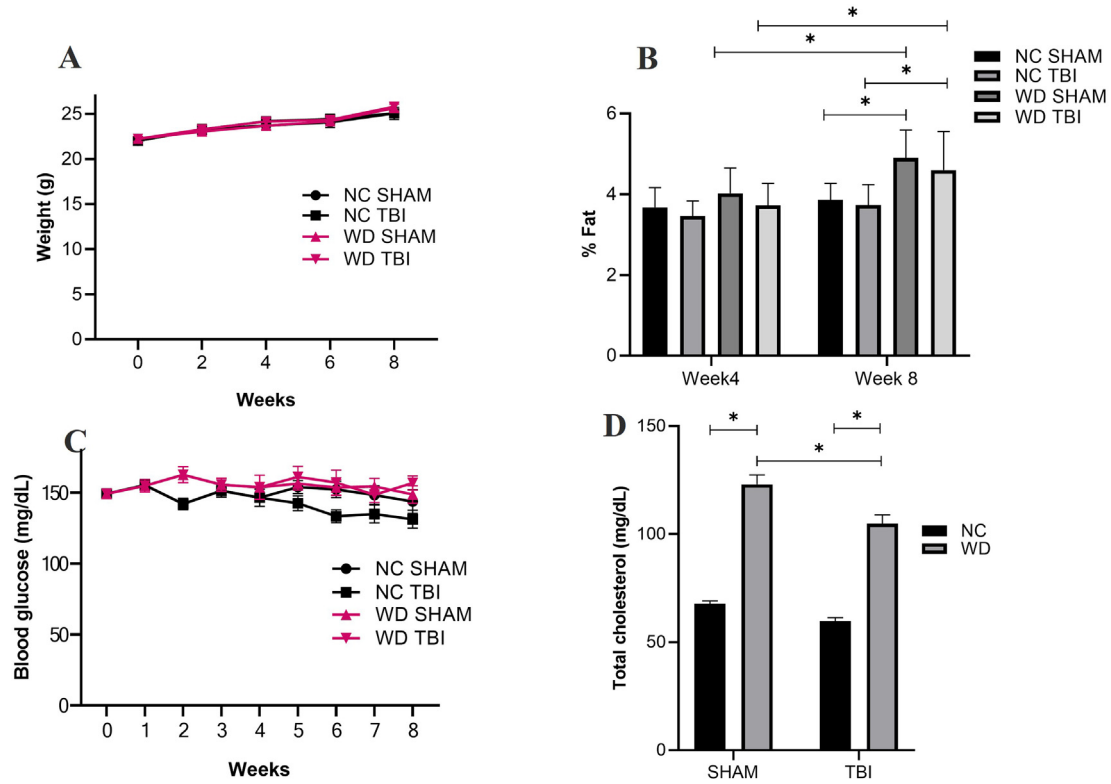 A
Weight (g)
25
20
15
10
5
0
0 2 4 6 8
Weeks
NC SHAM
NC TBI
WD SHAM
WD TBI
B
% Fat
6
4
2
0
* * * *
Week4 Week 8
NC SHAM
NC TBI
WD SHAM
WD TBI
C
Blood glucose (mg/dL)
150
100
50
0
0 1 2 3 4 5 6 7 8
Weeks
NC SHAM
NC TBI
WD SHAM
WD TBI
D
Total cholesterol (mg/dL)
150
100
50
0
* * *
SHAM TBI
NC
WD